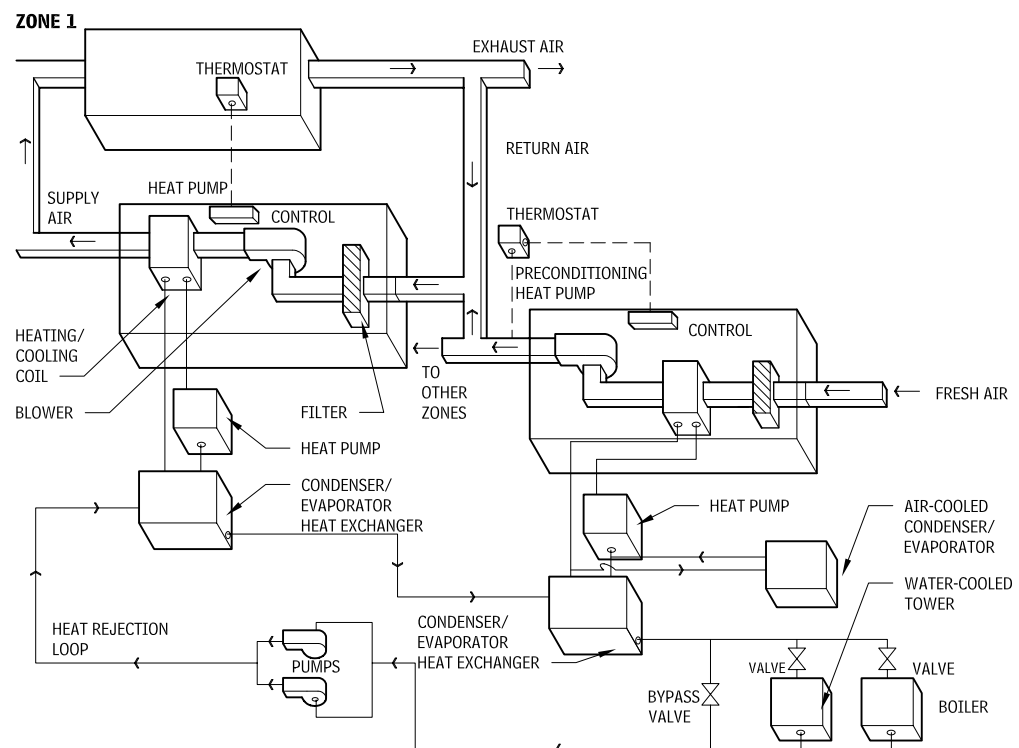 ZONE 1
EXHAUST AIR
THERMOSTAT
RETURN AIR
HEAT PUMP
SUPPLY
AIR
CONTROL
THERMOSTAT
PRECONDITIONING
HEAT PUMP
HEATING/
COOLING
COIL
CONTROL
TO
OTHER
ZONES
FRESH AIR
BLOWER
FILTER
HEAT PUMP
CONDENSER/
EVAPORATOR
HEAT EXCHANGER
HEAT PUMP
AIR-COOLED
CONDENSER/
EVAPORATOR
WATER-COOLED
TOWER
HEAT REJECTION
LOOP
CONDENSER/
EVAPORATOR
HEAT EXCHANGER
PUMPS
VALVE
VALVE
BYPASS
VALVE
BOILER